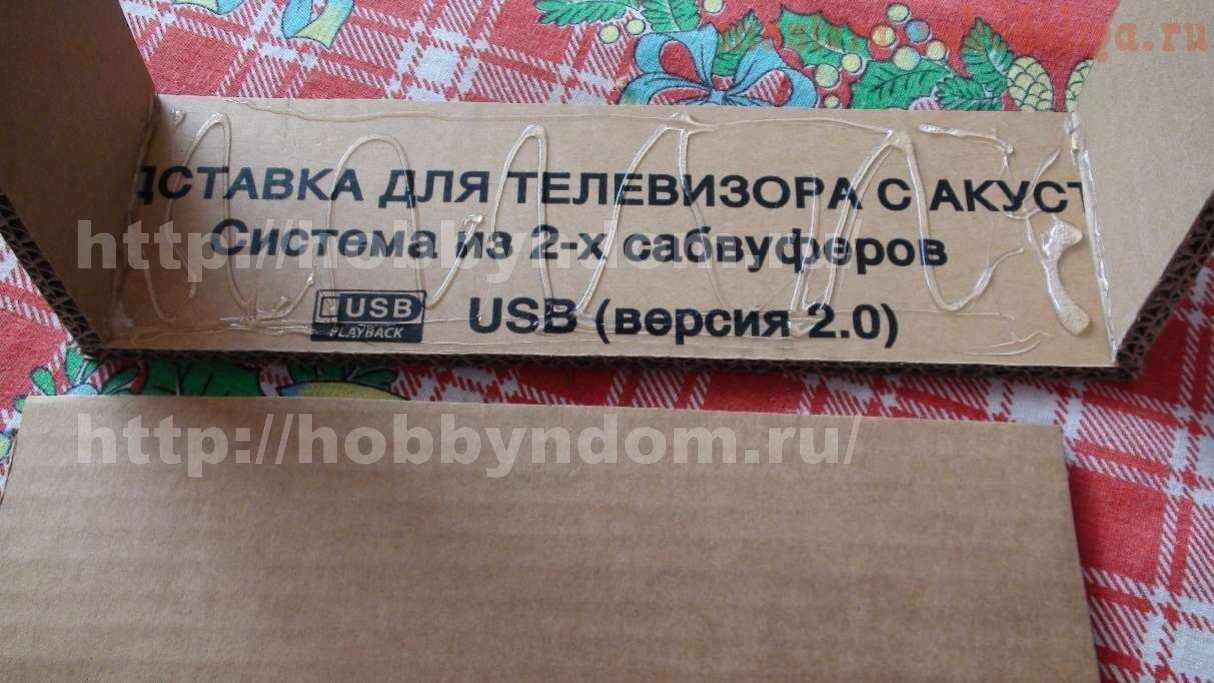 ДСТАВКА ДЛЯ ТЕЛЕВИЗОРА С АКУСТ
Система из 2-х сабвуферов
USB
PLAYBACK
USB (версия 2.0)
http://hobbyndom.ru/
http://hobbyndom.ru/